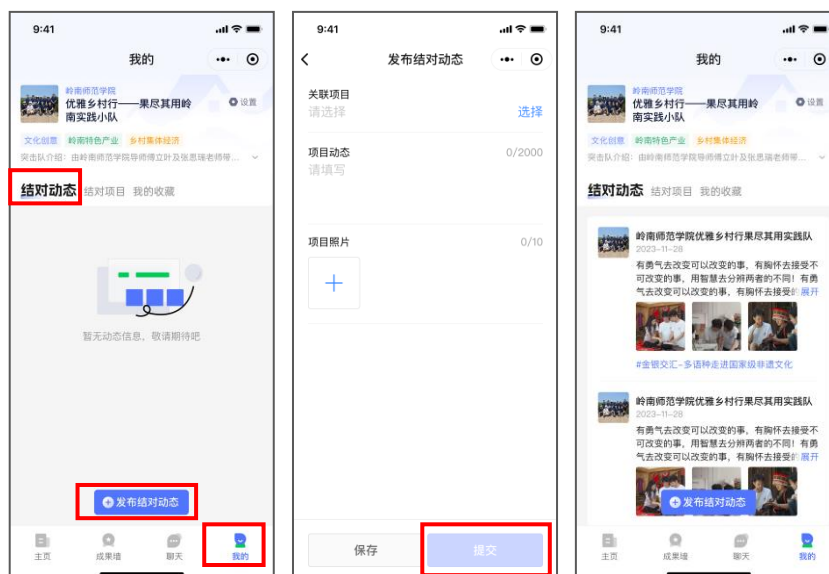 9:41
我的
岭南师范学院
优雅乡村行——果尽其用岭
南实践小队
设置
文化创意 岭南特色产业 乡村集体经济
突击队介绍：由岭南师范学院导师傅立叶及张思瑞老师带...
结对动态 结对项目 我的收藏
暂无动态信息，敬请期待吧
发布结对动态
主页 成果墙 聊天 我的
9:41
发布结对动态
关联项目
请选择 选择
项目动态 0/2000
请填写
项目照片 0/10
保存 提交
9:41
我的
岭南师范学院
优雅乡村行——果尽其用岭
南实践小队
设置
文化创意 岭南特色产业 乡村集体经济
突击队介绍：由岭南师范学院导师傅立叶及张思瑞老师带...
结对动态 结对项目 我的收藏
岭南师范学院优雅乡村行果尽其用实践队
2023-11-28
有勇气去改变可以改变的事，有胸怀去接受不
可改变的事，用智慧去分辨两者的不同！有勇
气去改变可以改变的事，有胸怀去接受 展开
#金银交汇-多语种走进国家级非遗文化
岭南师范学院优雅乡村行果尽其用实践队
2023-11-28
有勇气去改变可以改变的事，有胸怀去接受不
可改变的事，用智慧去分辨两者的不同！有勇
气去改变可以改变的事，有胸怀去接受 展开
发布结对动态
主页 成果墙 聊天 我的